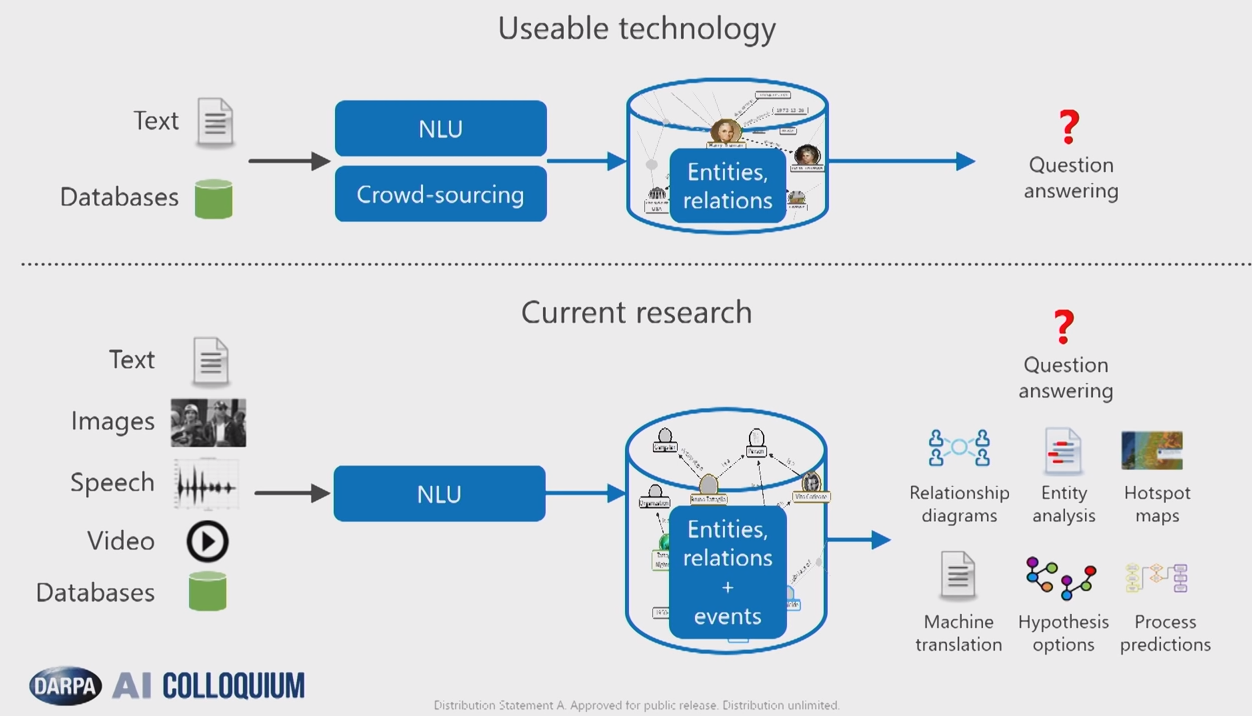 Useable technology
Text
Databases
NLU
Crowd-sourcing
Entities,
relations
?
Question
answering
Current research
Text
Images
Speech
Video
Databases
NLU
Entities,
relations
+
events
?
Question
answering
Relationship
diagrams
Entity
analysis
Hotspot
maps
Machine
translation
Hypothesis
options
Process
predictions
DARPA AI COLLOQUIUM
Distribution Statement A. Approved for public release. Distribution unlimited.